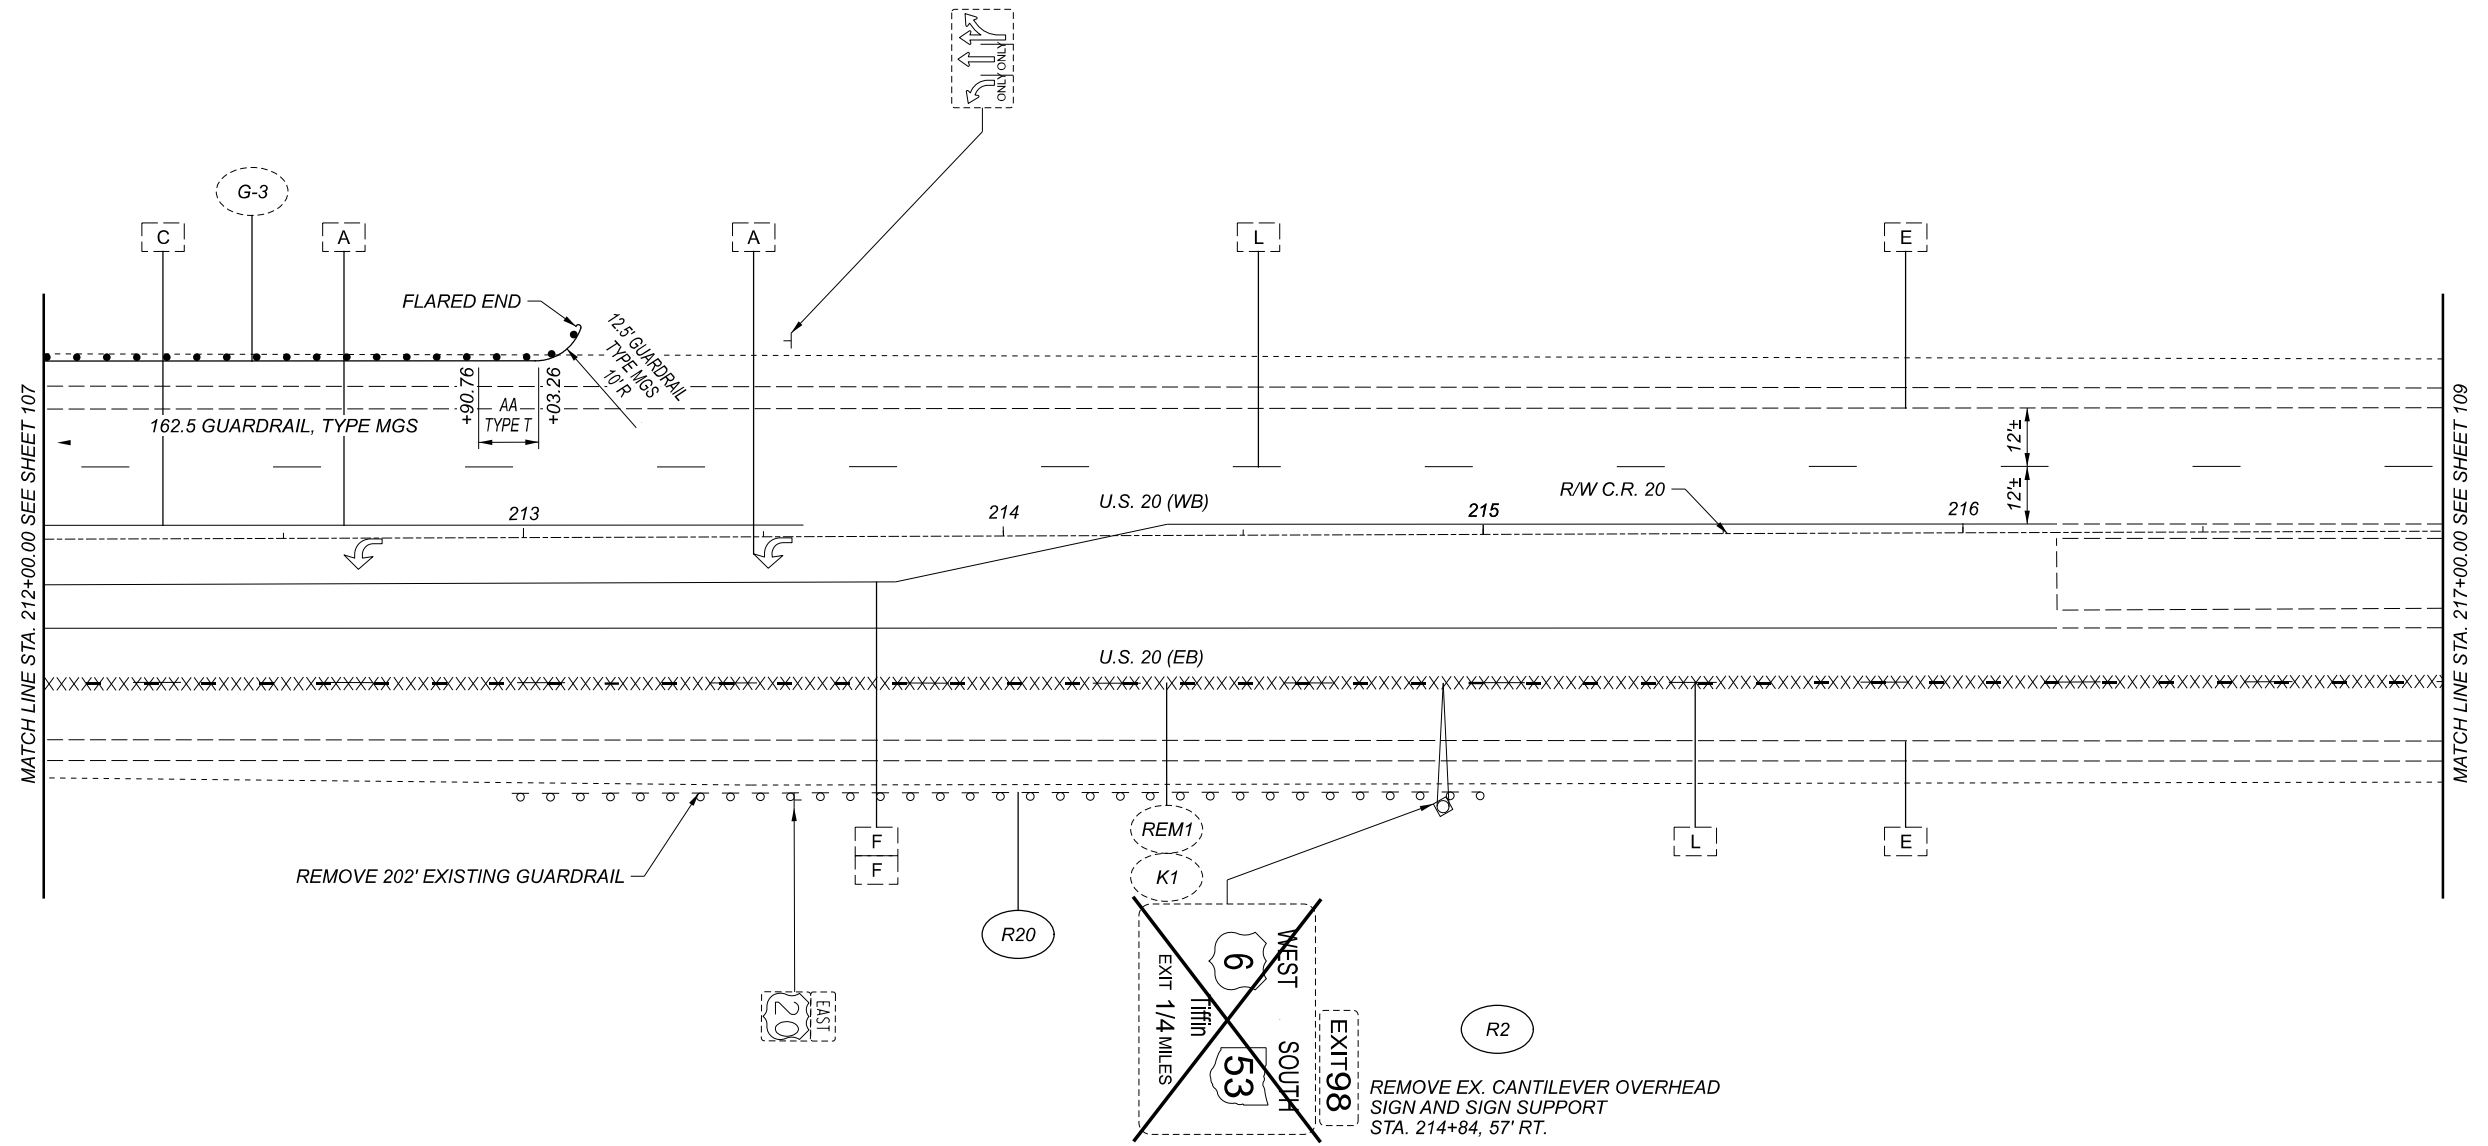 ONLY ONLY
G-3
C
A
A
L
E
FLARED END
12.5' GUARDRAIL
TYPE MGS
10' R
+90.76
AA
TYPE T
+03.26
162.5 GUARDRAIL, TYPE MGS
12'±
12'±
U.S. 20 (WB)
R/W C.R. 20
213
214
215
216
MATCH LINE STA. 212+00.00 SEE SHEET 107
MATCH LINE STA. 217+00.00 SEE SHEET 109
U.S. 20 (EB)
REMOVE 202' EXISTING GUARDRAIL
F
F
REM1
K1
L
E
R20
EAST
20
WEST SOUTH
6 53
Tiffin
EXIT 1/4 MILES
EXIT 98
R2
REMOVE EX. CANTILEVER OVERHEAD
SIGN AND SIGN SUPPORT
STA. 214+84, 57' RT.